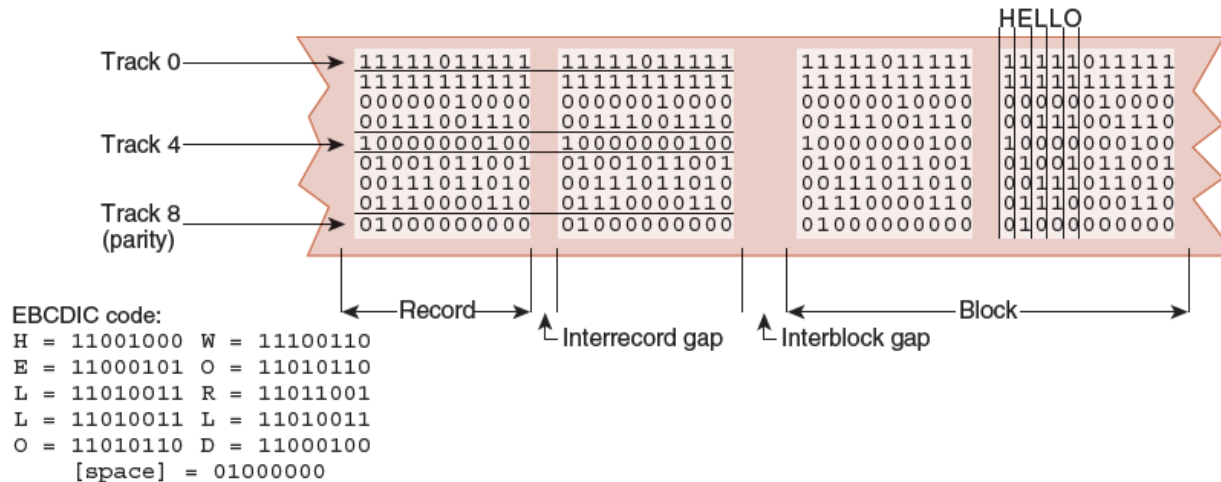 HELLO
Track 0
11111011111 11111011111 11111011111 11111011111
11111111111 11111111111 11111111111 11111111111
00000010000 00000010000 00000010000 00000010000
00111001110 00111001110 00111001110 00111001110
Track 4
10000000100 10000000100 10000000100 10000000100
01001011001 01001011001 01001011001 01001011001
00111011010 00111011010 00111011010 00111011010
01110000110 01110000110 01110000110 01110000110
Track 8
(parity)
01000000000 01000000000 01000000000 01000000000
Record
Interrecord gap
Interblock gap
Block
EBCDIC code:
H = 11001000 W = 11100110
E = 11000101 O = 11010110
L = 11010011 R = 11011001
L = 11010011 L = 11010011
O = 11010110 D = 11000100
[space] = 01000000